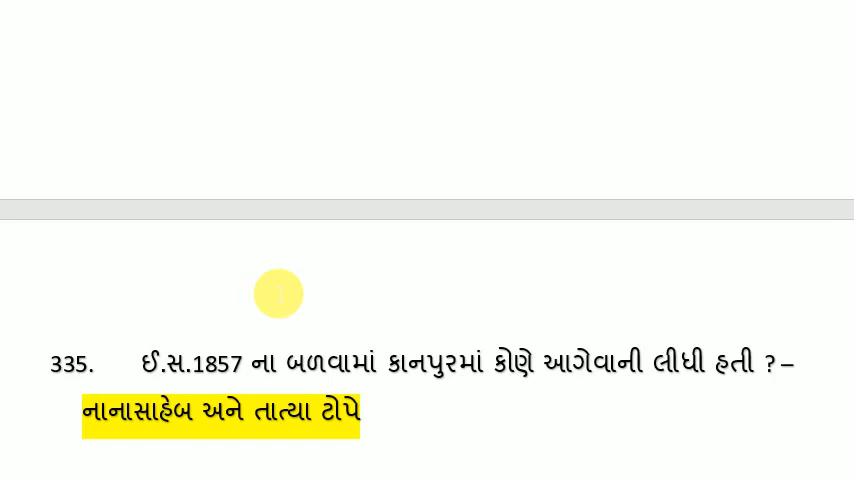 335. ઈ.સ.1857 ના બળવામાં કાનપુરમાં કોણે આગેવાની લીધી હતી ? –
નાનાસાહેબ અને તાત્યા ટોપે